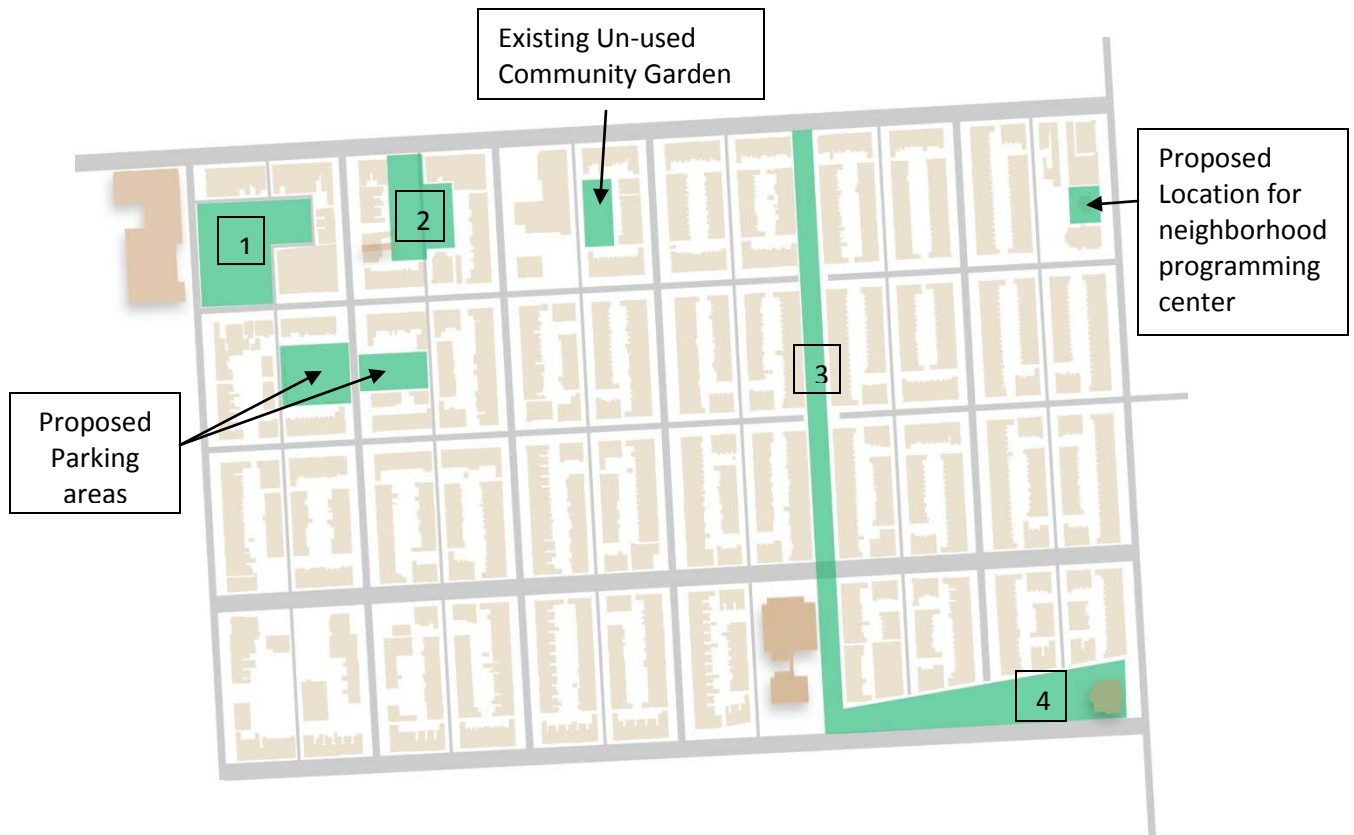 Existing Un-used
Community Garden
Proposed
Location for
neighborhood
programming
center
1
2
3
Proposed
Parking
areas
4